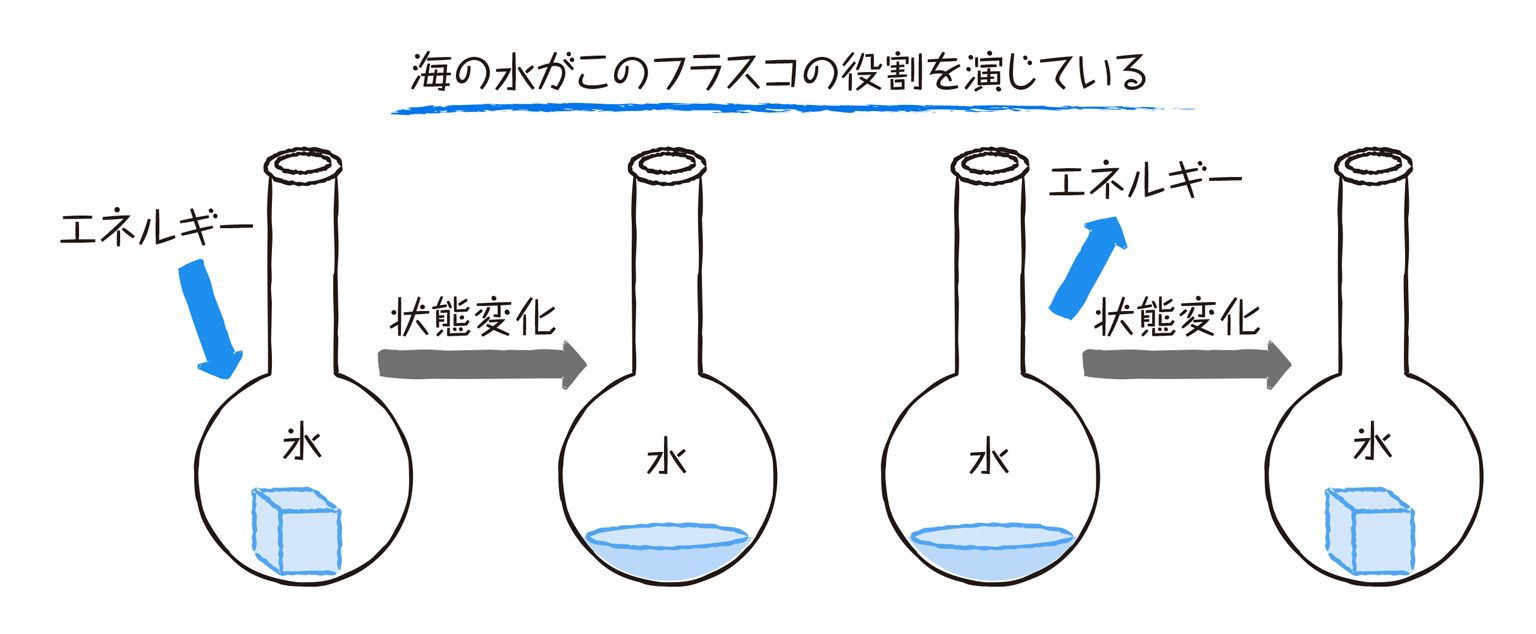 海の水がこのフラスコの役割を演じている
エネルギー
状態変化
氷
水
エネルギー
状態変化
水
氷